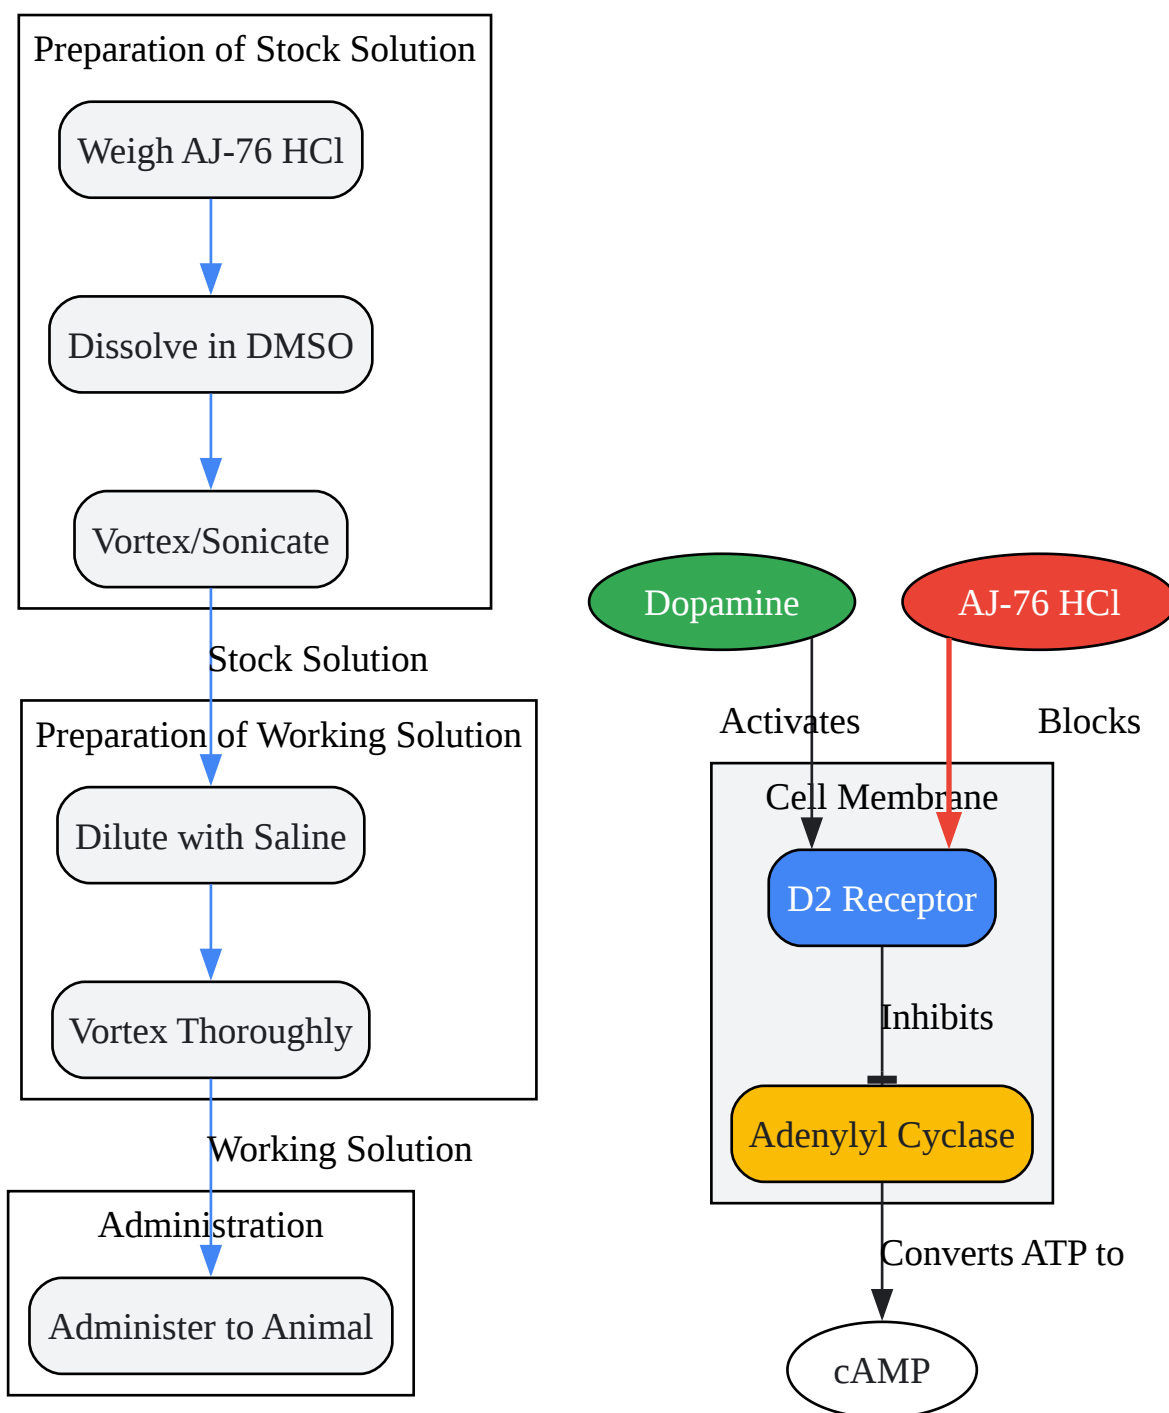 Preparation of Stock Solution
Weigh AJ-76 HCl
Dissolve in DMSO
Vortex/Sonicate
Stock Solution
Preparation of Working Solution
Dilute with Saline
Vortex Thoroughly
Working Solution
Administration
Administer to Animal
Dopamine
AJ-76 HCl
Activates
Blocks
Cell Membrane
D2 Receptor
Inhibits
Adenylyl Cyclase
Converts ATP to
cAMP